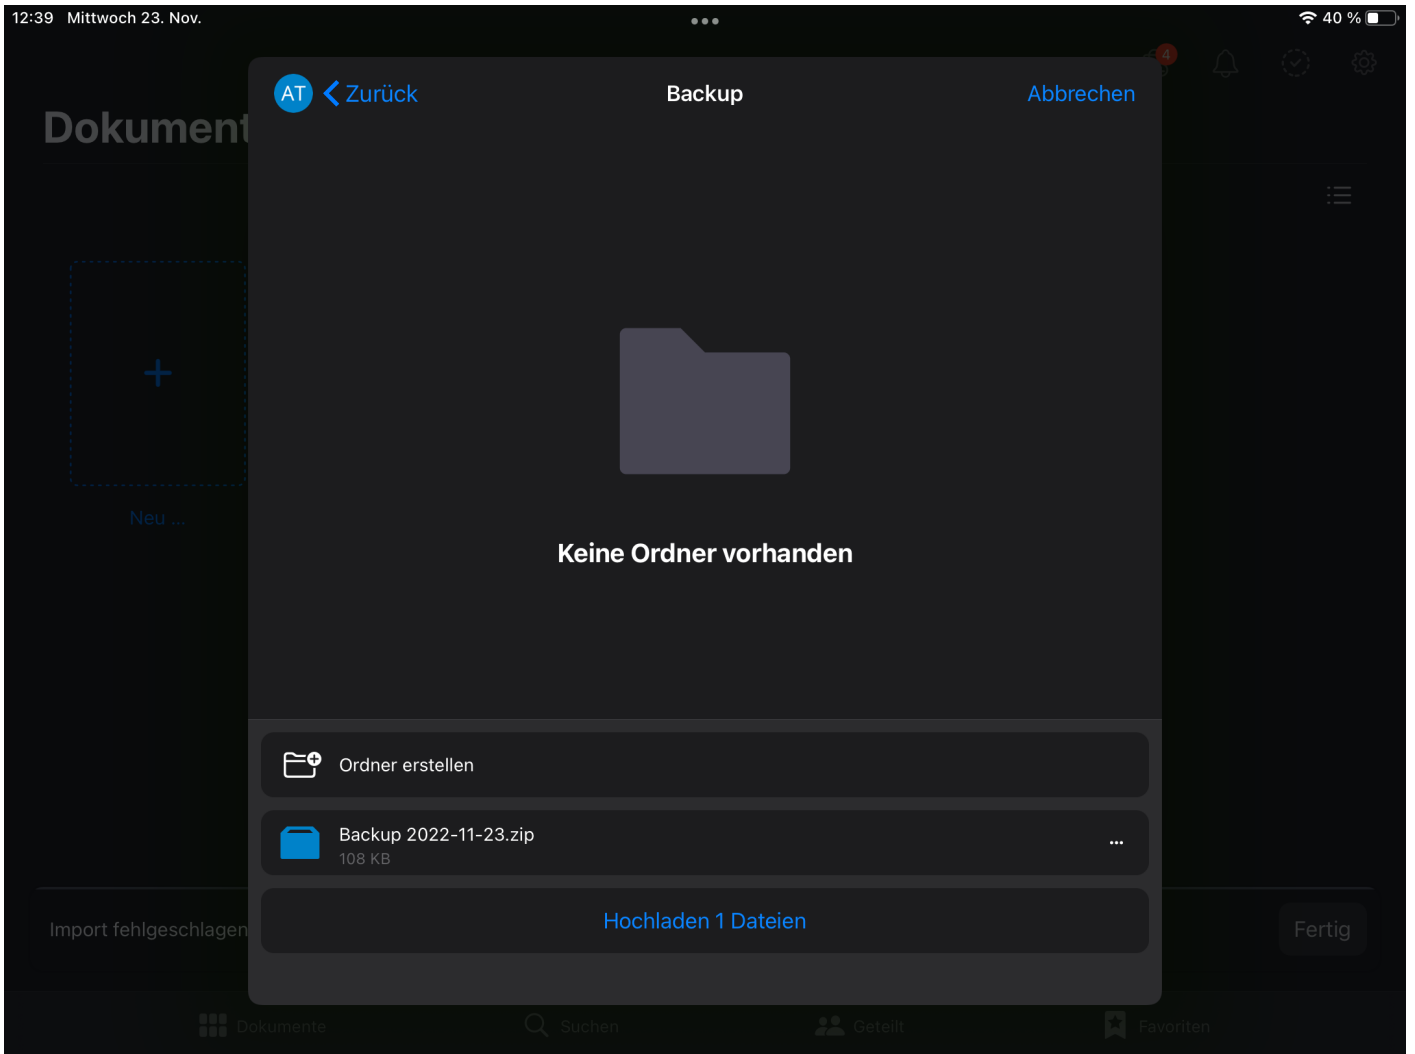 12:39 Mittwoch 23. Nov.
40 %
4
AT
Zurück
Backup
Abbrechen
Dokument
Neu ...
Keine Ordner vorhanden
Ordner erstellen
Backup 2022-11-23.zip
108 KB
Hochladen 1 Dateien
Import fehlgeschlagen
Fertig
Dokumente
Suchen
Geteilt
Favoriten